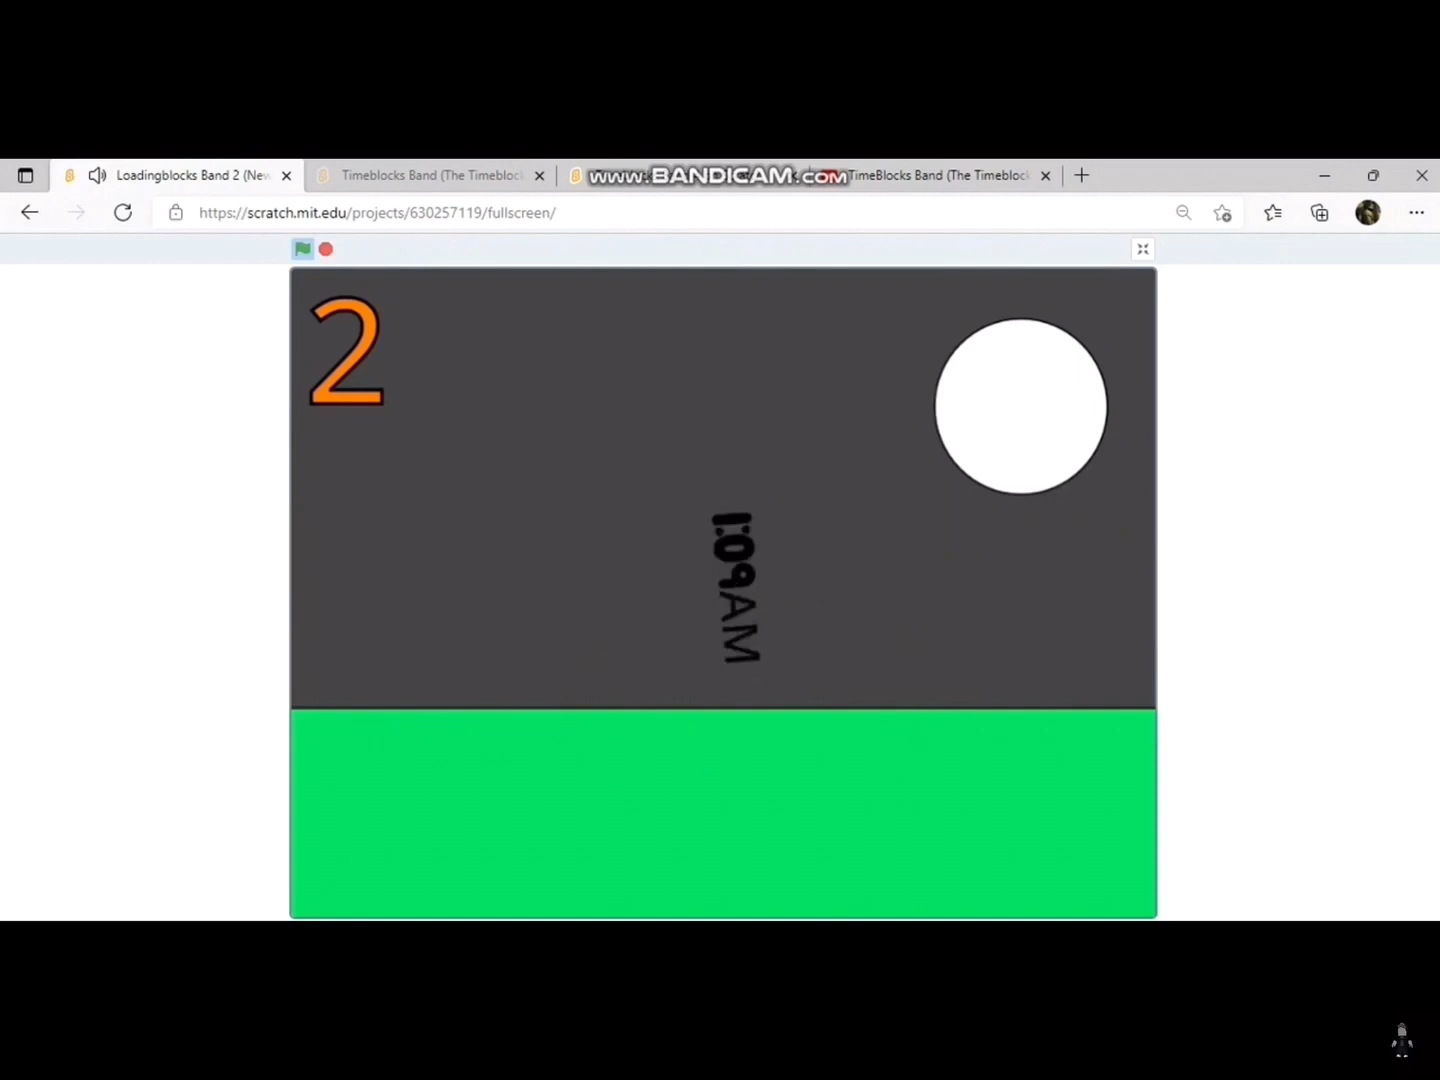 www.BANDICAM.com
Loadingblocks Band 2 (New
Timeblocks Band (The Timeblock
TimeBlocks Band (The Timeblock
https://scratch.mit.edu/projects/630257119/fullscreen/
2
1:09AM